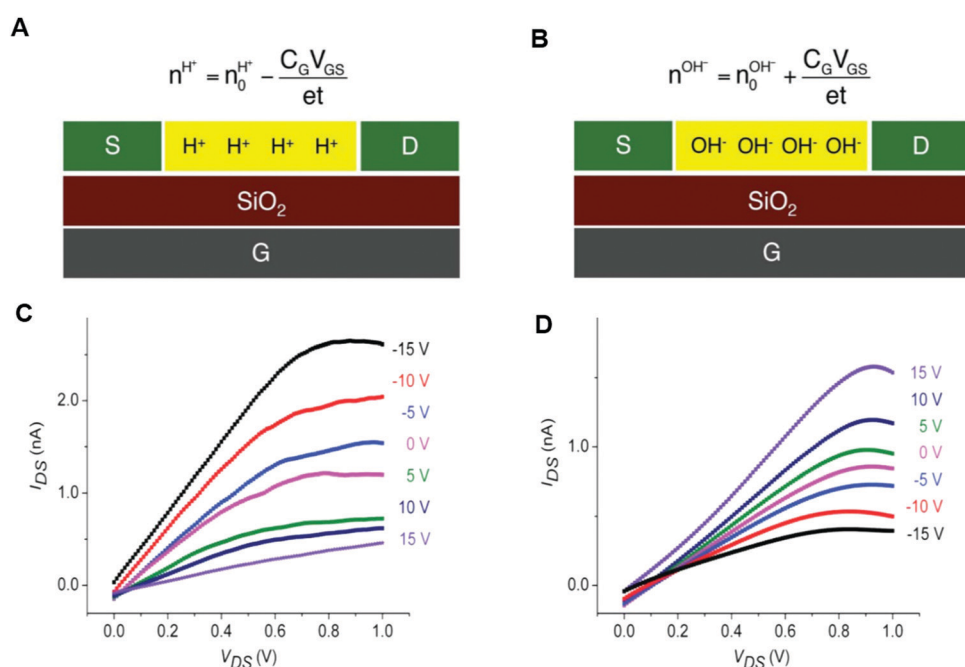 A
n^H⁺ = n₀^H⁺ − C_G V_GS / et
S H⁺ H⁺ H⁺ H⁺ D
SiO₂
G
B
n^OH⁻ = n₀^OH⁻ + C_G V_GS / et
S OH⁻ OH⁻ OH⁻ OH⁻ D
SiO₂
G
C
I_DS (nA)
2.0
1.0
0.0
-15 V
-10 V
-5 V
0 V
5 V
10 V
15 V
0.0 0.2 0.4 0.6 0.8 1.0
V_DS (V)
D
I_DS (nA)
1.0
0.0
15 V
10 V
5 V
0 V
-5 V
-10 V
-15 V
0.0 0.2 0.4 0.6 0.8 1.0
V_DS (V)